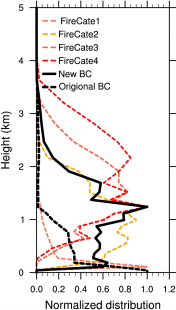 5
FireCate1
FireCate2
FireCate3
FireCate4
New BC
Origional BC
4
3
2
1
0
Height (km)
0.0 0.2 0.4 0.6 0.8 1.0 1.2
Normalized distribution